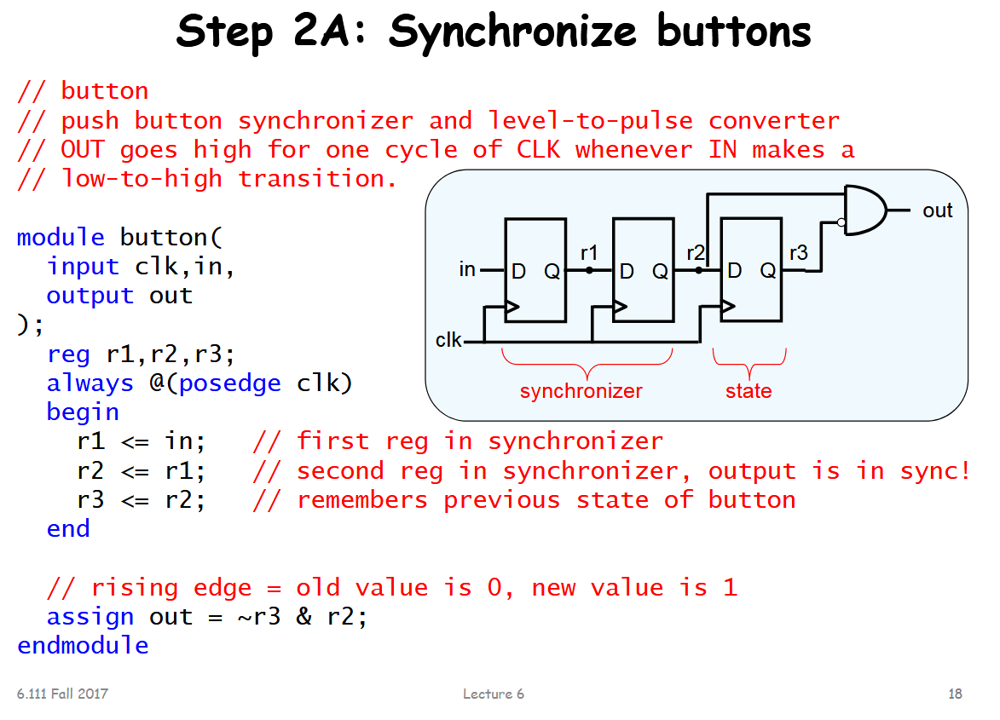 Step 2A: Synchronize buttons
// button
// push button synchronizer and level-to-pulse converter
// OUT goes high for one cycle of CLK whenever IN makes a
// low-to-high transition.
module button(
input clk,in,
output out
);
reg r1,r2,r3;
always @(posedge clk)
begin
r1 <= in;   // first reg in synchronizer
r2 <= r1;   // second reg in synchronizer, output is in sync!
r3 <= r2;   // remembers previous state of button
end
// rising edge = old value is 0, new value is 1
assign out = ~r3 & r2;
endmodule
out
r1 r2 r3
in D Q D Q D Q
clk
synchronizer state
6.111 Fall 2017 Lecture 6 18